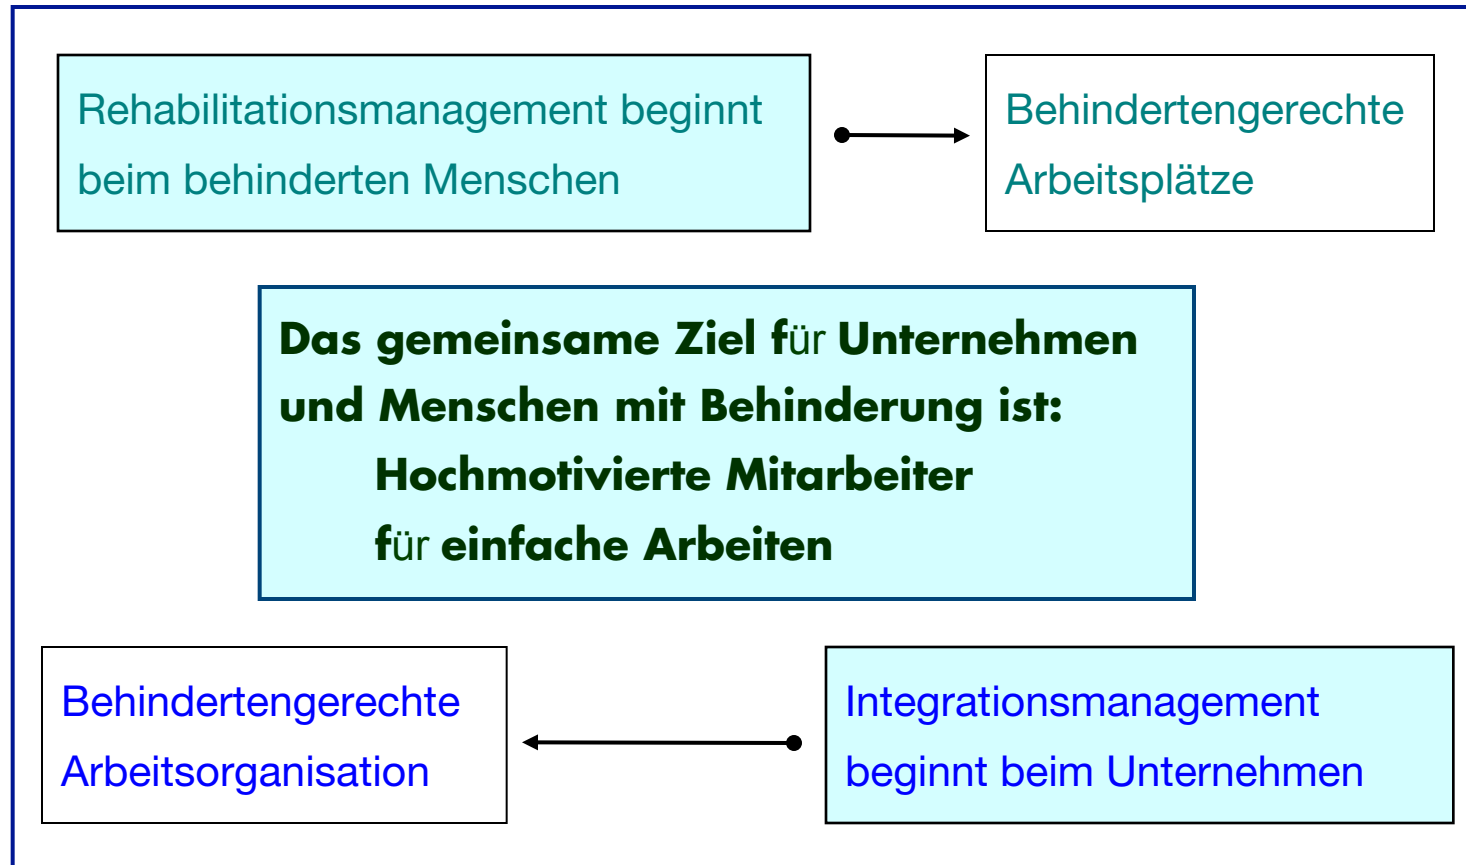 Rehabilitationsmanagement beginnt
beim behinderten Menschen
Behindertengerechte
Arbeitsplätze
Das gemeinsame Ziel für Unternehmen
und Menschen mit Behinderung ist:
Hochmotivierte Mitarbeiter
für einfache Arbeiten
Behindertengerechte
Arbeitsorganisation
Integrationsmanagement
beginnt beim Unternehmen